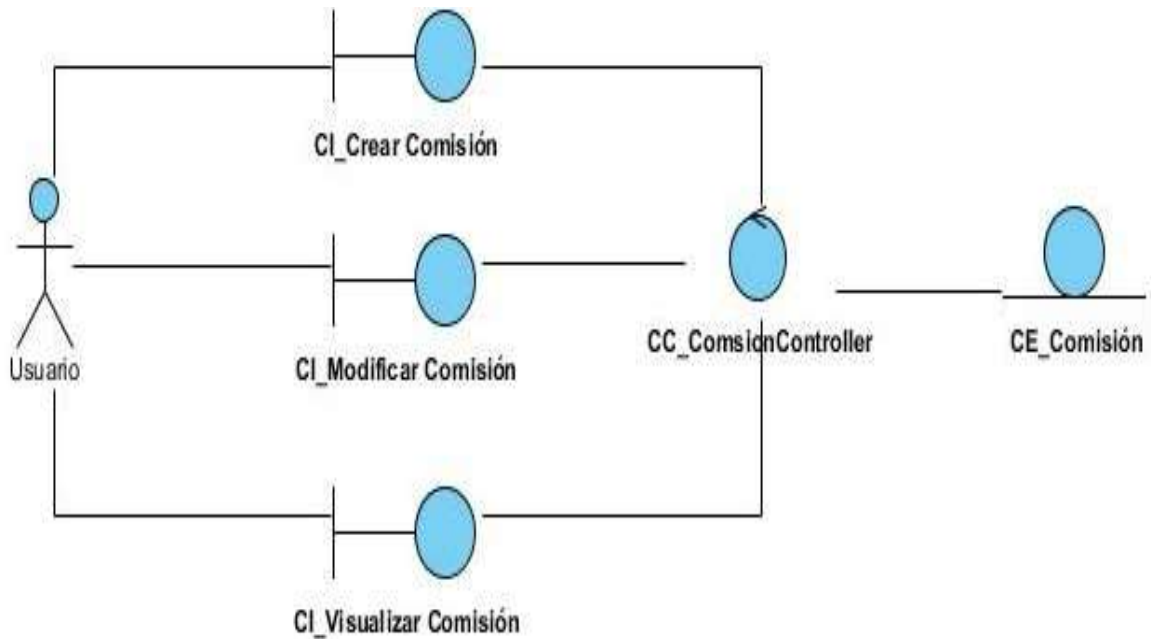 CI_Crear Comisión
Usuario
CI_Modificar Comisión
CC_ComsionController
CE_Comisión
CI_Visualizar Comisión